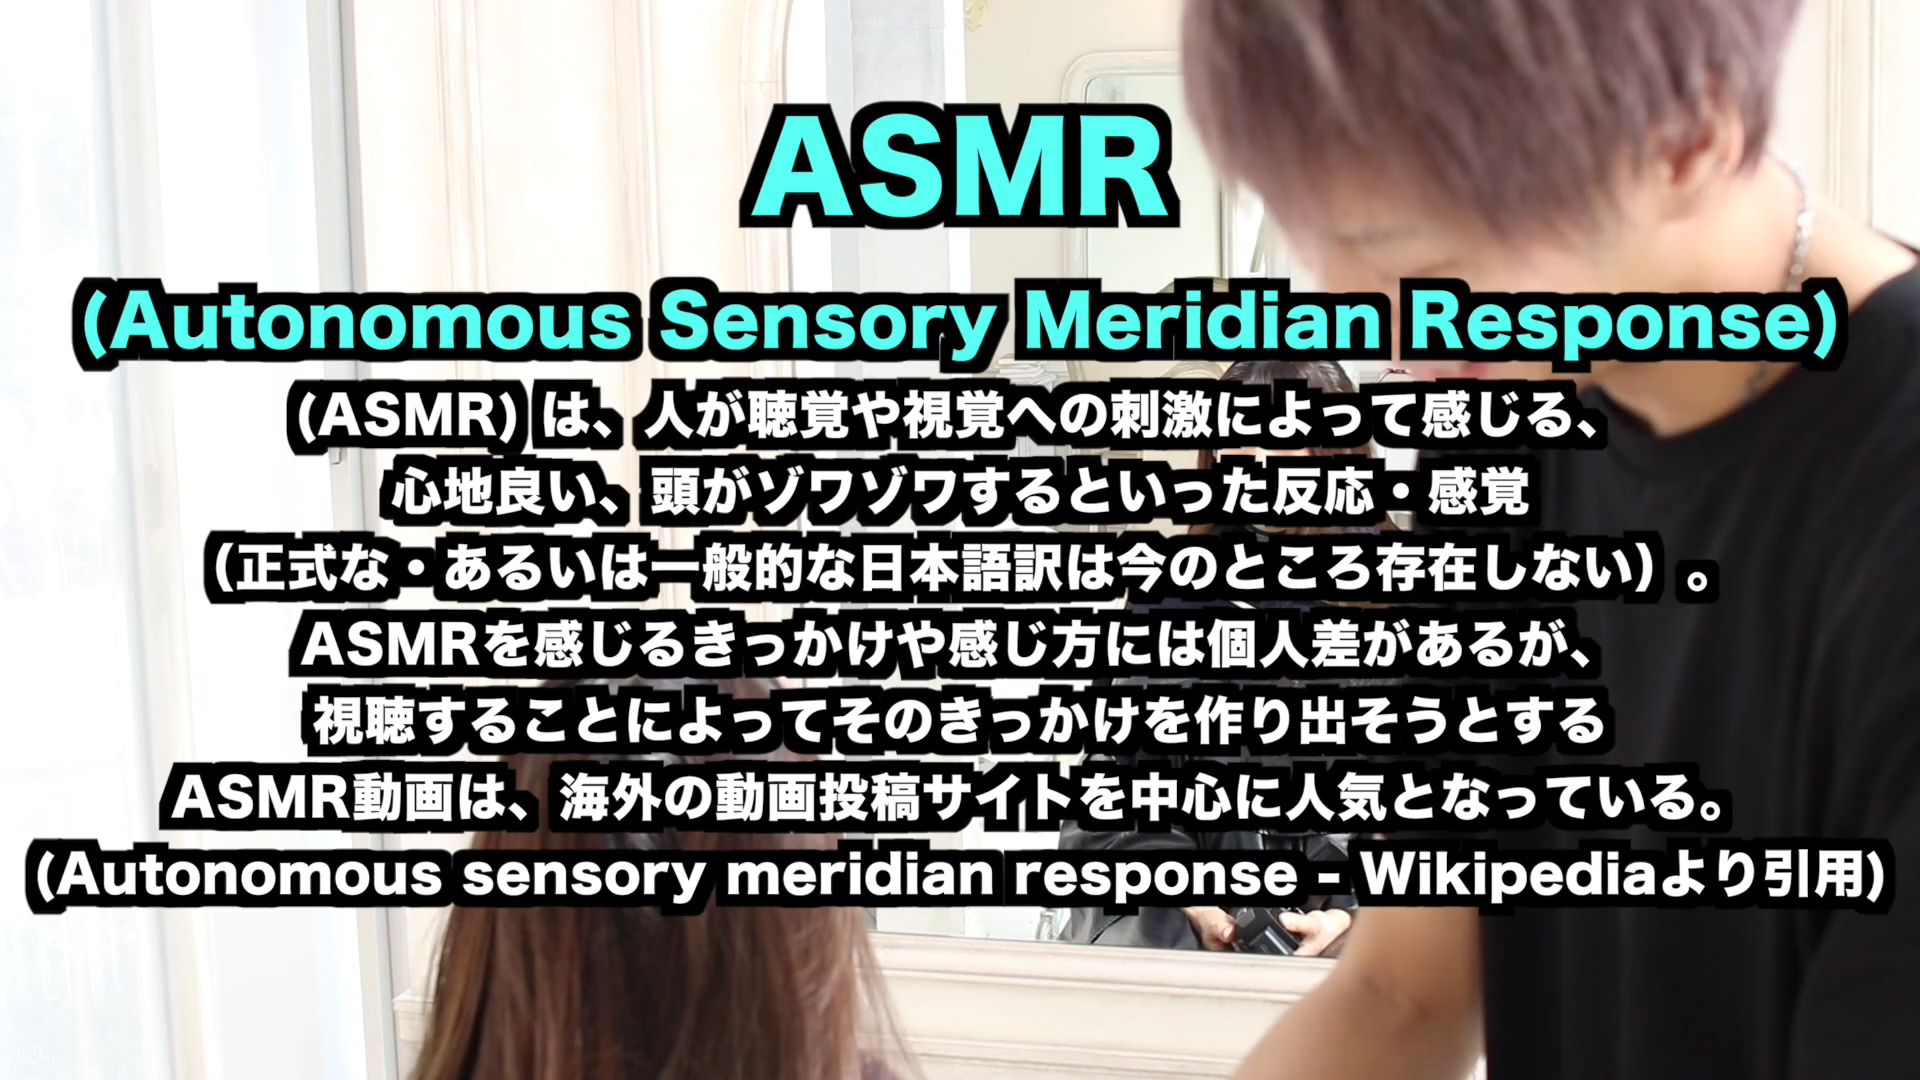 ASMR
(Autonomous Sensory Meridian Response)
(ASMR) は、人が聴覚や視覚への刺激によって感じる、
心地良い、頭がゾワゾワするといった反応・感覚
（正式な・あるいは一般的な日本語訳は今のところ存在しない）。
ASMRを感じるきっかけや感じ方には個人差があるが、
視聴することによってそのきっかけを作り出そうとする
ASMR動画は、海外の動画投稿サイトを中心に人気となっている。
(Autonomous sensory meridian response - Wikipediaより引用)